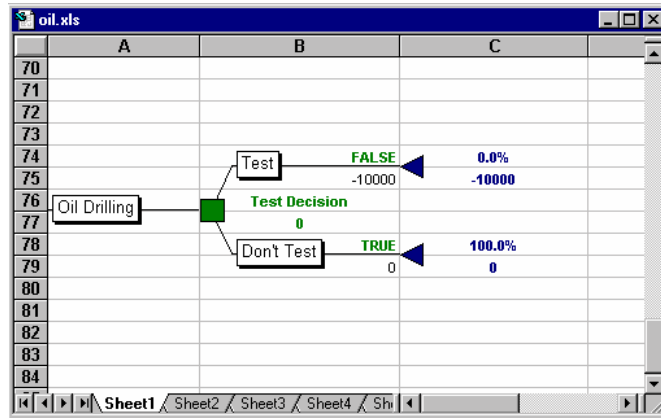 oil.xls
A B C
70
71
72
73
74 Test FALSE 0.0%
75 -10000 -10000
76 Oil Drilling Test Decision
77 0
78 Don't Test TRUE 100.0%
79 0 0
80
81
82
83
84
Sheet1 Sheet2 Sheet3 Sheet4